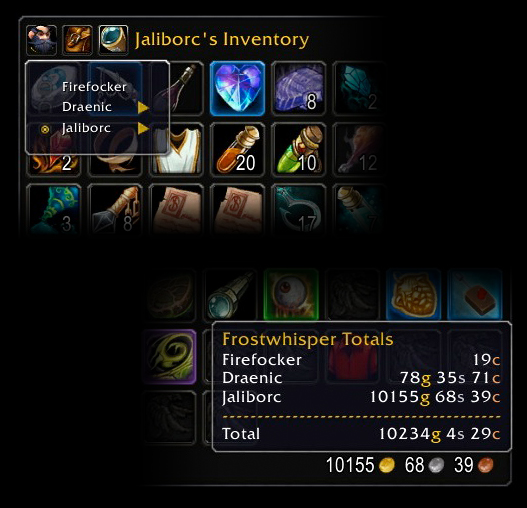 Jaliborc's Inventory
Firefocker
Draenic
Jaliborc
8
2
2
20
10
12
3
8
17
Frostwhisper Totals
Firefocker 19c
Draenic 78g 35s 71c
Jaliborc 10155g 68s 39c
Total 10234g 4s 29c
10155 68 39